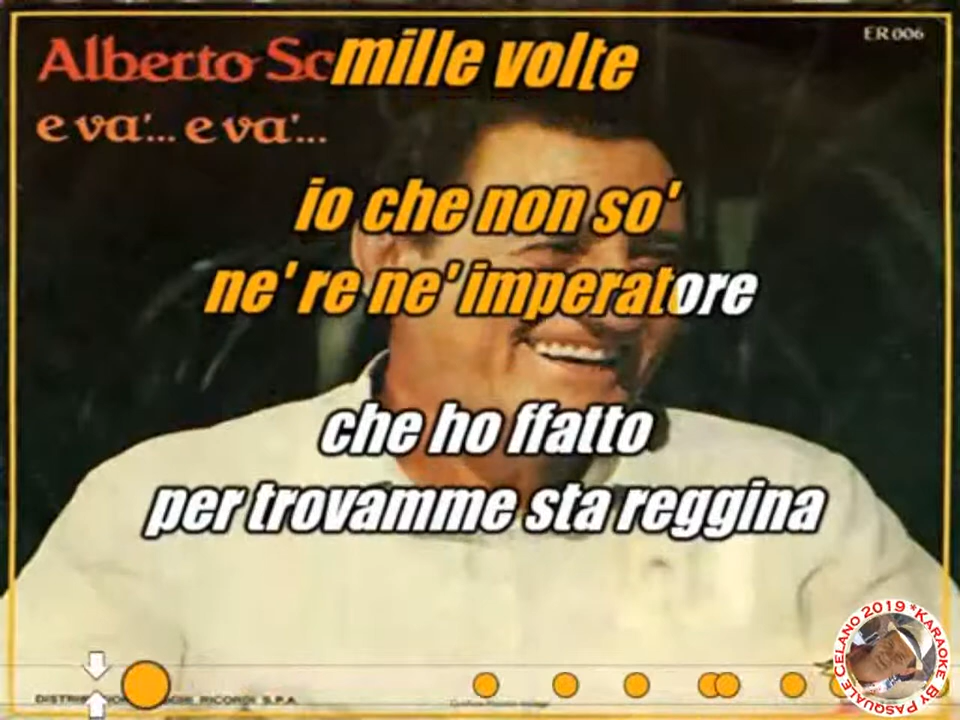 ER 006
Alberto Sc
mille volte
e va'... e va'...
io che non so'
ne' re ne' imperatore
che ho ffatto
per trovamme sta reggina
RICORDI S.P.A.
CELANO 2019 *KARAOKE BY PASQUALE